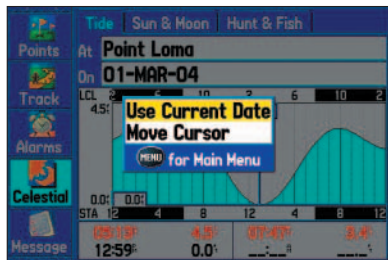 Tide Sun & Moon Hunt & Fish
Points
At Point Loma
On 01-MAR-04
Track
LCL 10 2 6 10 2
4.5
Use Current Date
Move Cursor
MENU for Main Menu
Alarms
Celestial
0.0 0.0
STA 12 4 8 12 4 8 12
Message
12:59 0.0